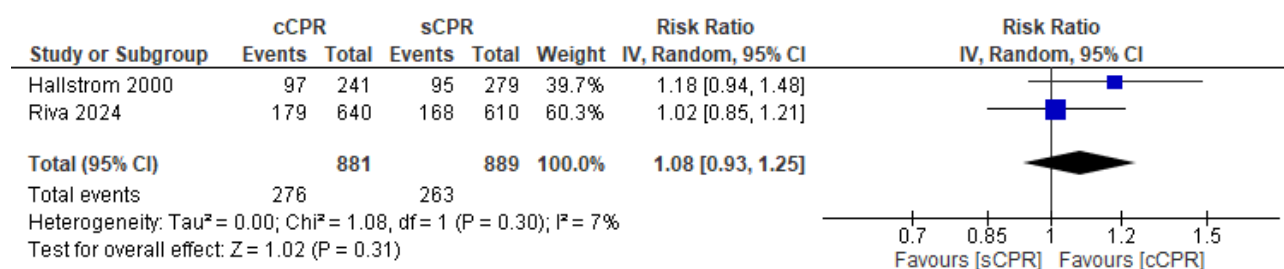 cCPR sCPR Risk Ratio Risk Ratio
Study or Subgroup Events Total Events Total Weight IV, Random, 95% CI IV, Random, 95% CI
Hallstrom 2000 97 241 95 279 39.7% 1.18 [0.94, 1.48]
Riva 2024 179 640 168 610 60.3% 1.02 [0.85, 1.21]
Total (95% CI) 881 889 100.0% 1.08 [0.93, 1.25]
Total events 276 263
Heterogeneity: Tau² = 0.00; Chi² = 1.08, df = 1 (P = 0.30); I² = 7%
Test for overall effect: Z = 1.02 (P = 0.31)
0.7 0.85 1 1.2 1.5
Favours [sCPR] Favours [cCPR]